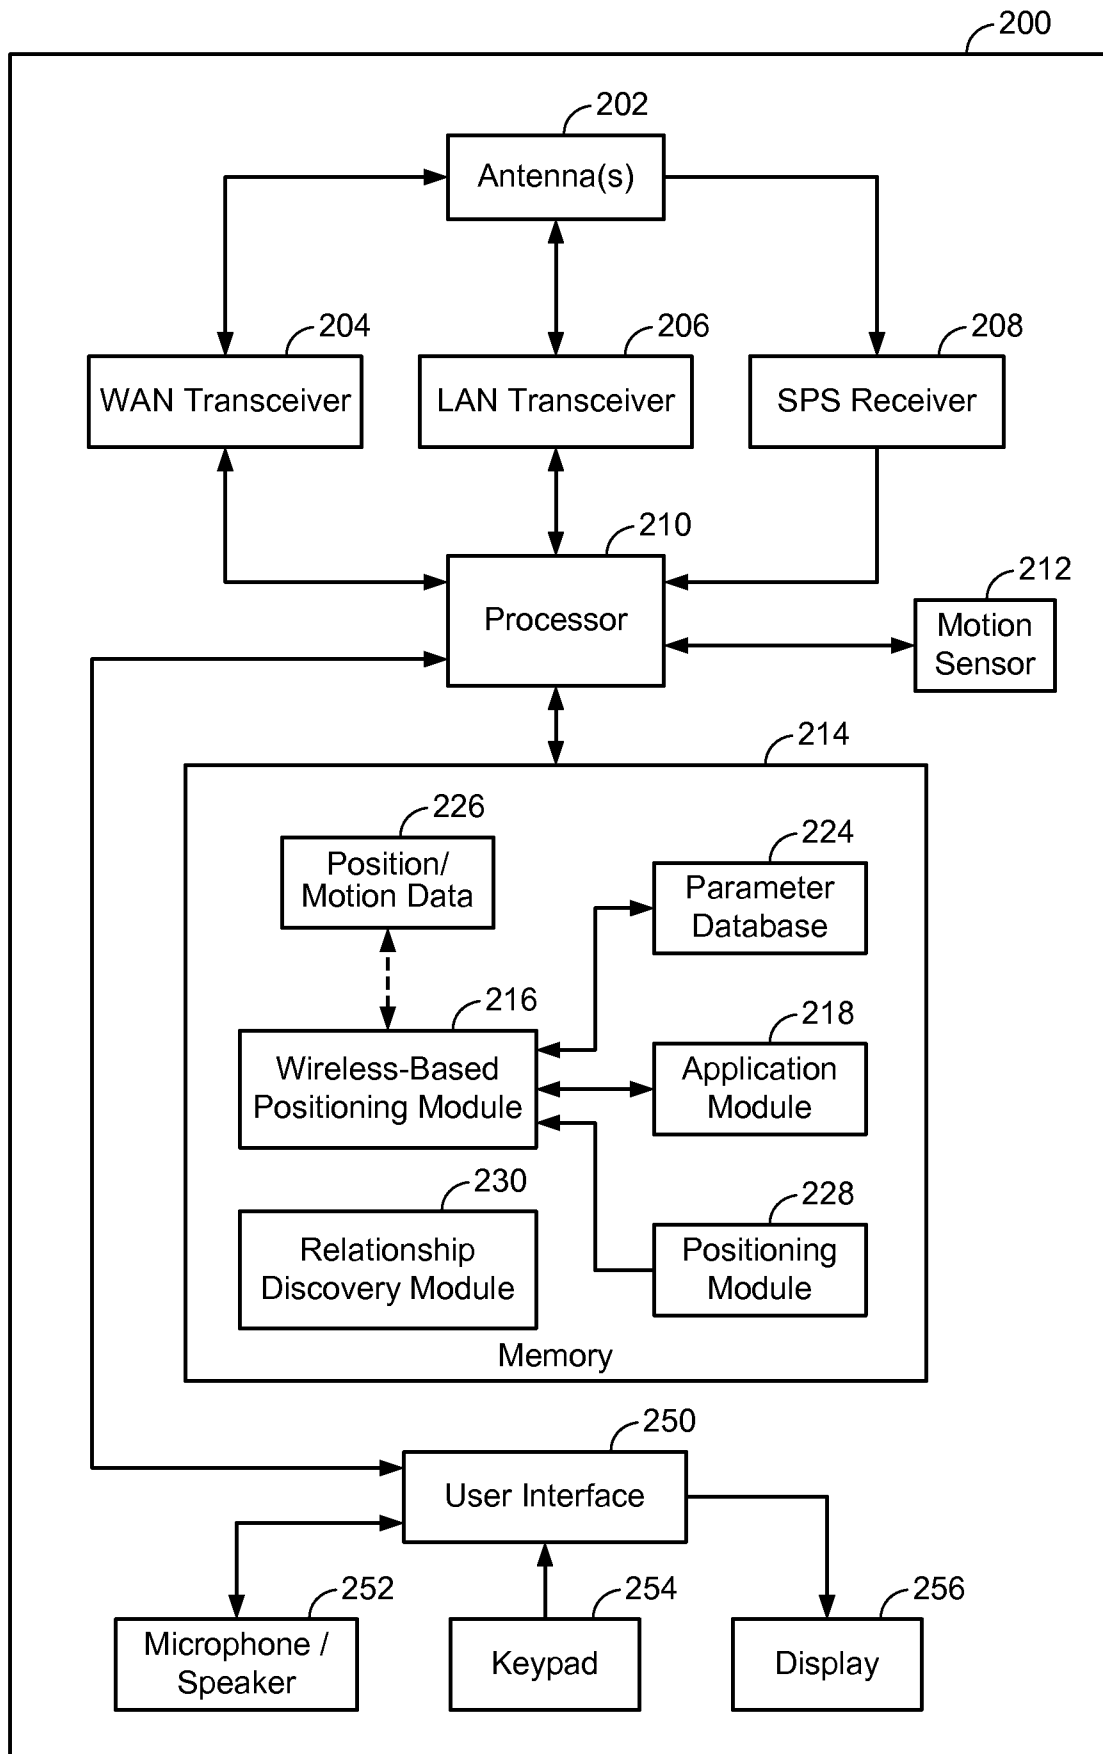 200
202
Antenna(s)
204
206
208
WAN Transceiver
LAN Transceiver
SPS Receiver
210
Processor
212
Motion
Sensor
214
226
Position/
Motion Data
224
Parameter
Database
216
Wireless-Based
Positioning Module
218
Application
Module
230
Relationship
Discovery Module
228
Positioning
Module
Memory
250
User Interface
252
Microphone /
Speaker
254
Keypad
256
Display